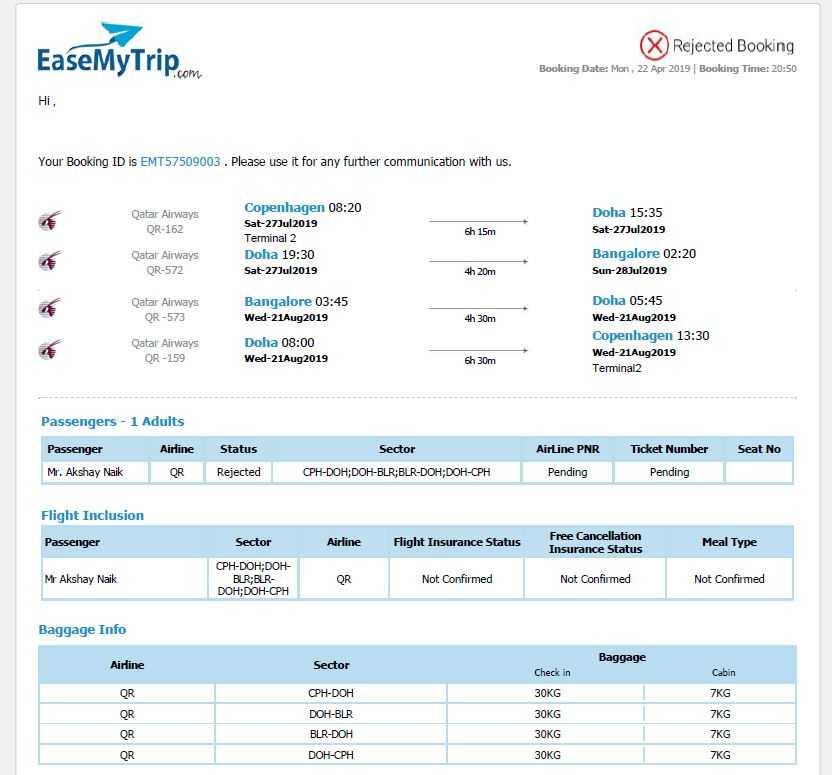 EaseMyTrip.com
Rejected Booking
Booking Date: Mon , 22 Apr 2019 | Booking Time: 20:50
Hi ,
Your Booking ID is EMT57509003 . Please use it for any further communication with us.
Qatar Airways
QR-162
Copenhagen 08:20
Sat-27Jul2019
Terminal 2
6h 15m
Doha 15:35
Sat-27Jul2019
Qatar Airways
QR-572
Doha 19:30
Sat-27Jul2019
4h 20m
Bangalore 02:20
Sun-28Jul2019
Qatar Airways
QR -573
Bangalore 03:45
Wed-21Aug2019
4h 30m
Doha 05:45
Wed-21Aug2019
Qatar Airways
QR -159
Doha 08:00
Wed-21Aug2019
6h 30m
Copenhagen 13:30
Wed-21Aug2019
Terminal2
Passengers - 1 Adults
Passenger Airline Status Sector AirLine PNR Ticket Number Seat No
Mr. Akshay Naik QR Rejected CPH-DOH;DOH-BLR;BLR-DOH;DOH-CPH Pending Pending
Flight Inclusion
Passenger Sector Airline Flight Insurance Status Free Cancellation Insurance Status Meal Type
Mr Akshay Naik CPH-DOH;DOH-BLR;BLR-DOH;DOH-CPH QR Not Confirmed Not Confirmed Not Confirmed
Baggage Info
Airline Sector Baggage
Check in Cabin
QR CPH-DOH 30KG 7KG
QR DOH-BLR 30KG 7KG
QR BLR-DOH 30KG 7KG
QR DOH-CPH 30KG 7KG